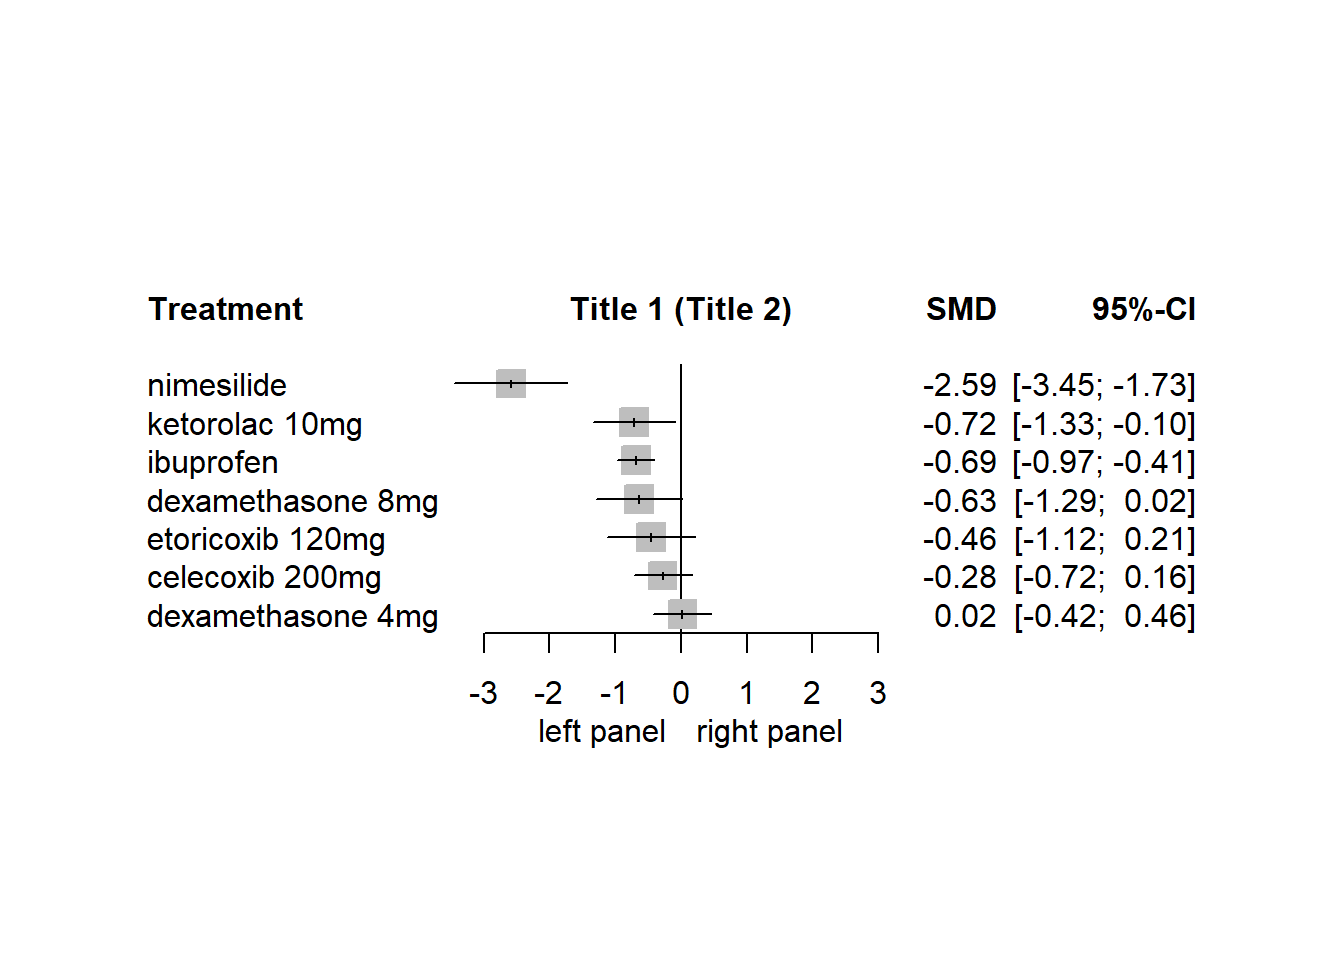 Treatment Title 1 (Title 2) SMD 95%-CI
nimesilide -2.59 [-3.45; -1.73]
ketorolac 10mg -0.72 [-1.33; -0.10]
ibuprofen -0.69 [-0.97; -0.41]
dexamethasone 8mg -0.63 [-1.29; 0.02]
etoricoxib 120mg -0.46 [-1.12; 0.21]
celecoxib 200mg -0.28 [-0.72; 0.16]
dexamethasone 4mg 0.02 [-0.42; 0.46]
-3 -2 -1 0 1 2 3
left panel right panel